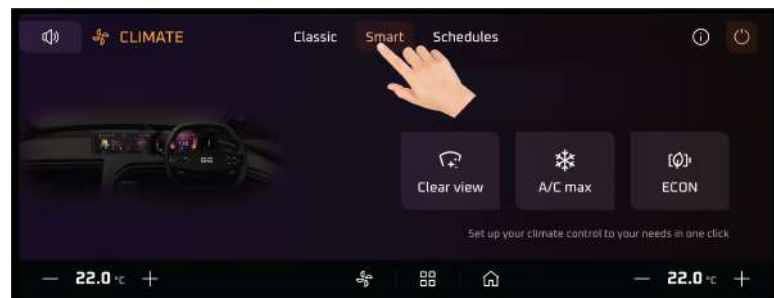 CLIMATE Classic Smart Schedules
Clear view A/C max ECON
Set up your climate control to your needs in one click
— 22.0 °C + — 22.0 °C +